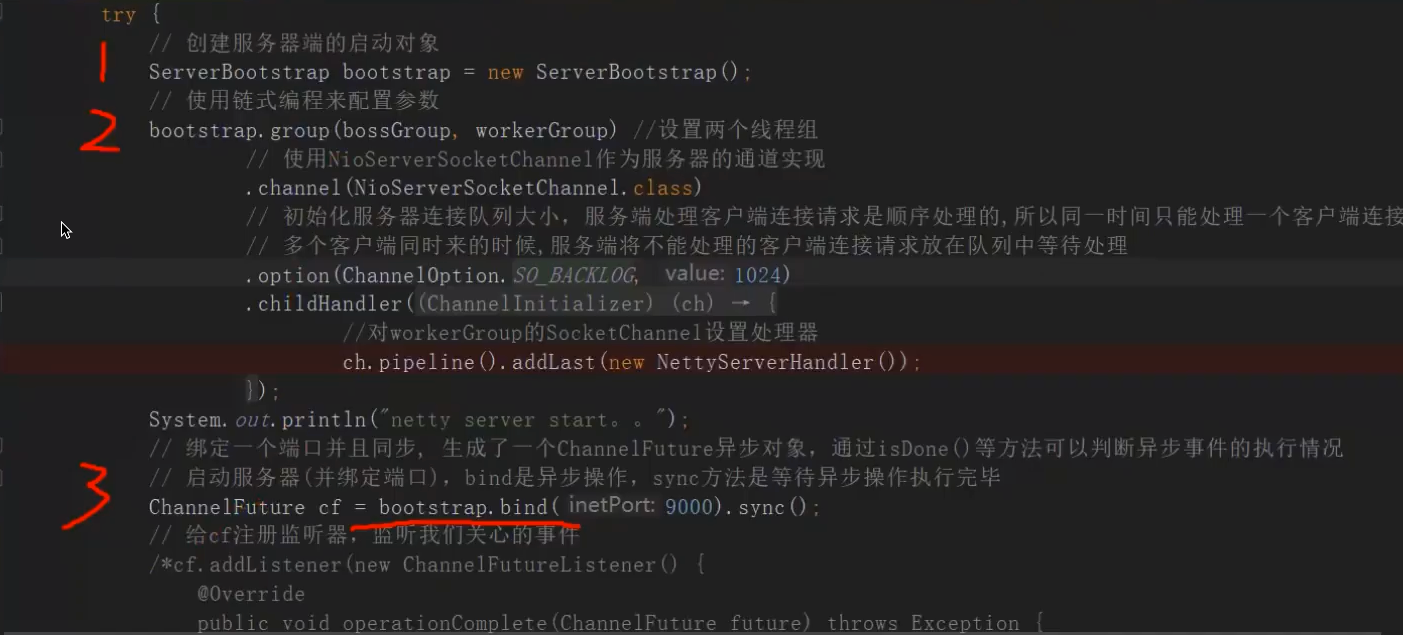 try {
1 // 创建服务器端的启动对象
ServerBootstrap bootstrap = new ServerBootstrap();
// 使用链式编程来配置参数
2 bootstrap.group(bossGroup, workerGroup) //设置两个线程组
// 使用NioServerSocketChannel作为服务器的通道实现
.channel(NioServerSocketChannel.class)
// 初始化服务器连接队列大小，服务端处理客户端连接请求是顺序处理的,所以同一时间只能处理一个客户端连接
// 多个客户端同时来的时候,服务端将不能处理的客户端连接请求放在队列中等待处理
.option(ChannelOption.SO_BACKLOG, value: 1024)
.childHandler((ChannelInitializer) (ch) → {
//对workerGroup的SocketChannel设置处理器
ch.pipeline().addLast(new NettyServerHandler());
});
System.out.println("netty server start。。");
// 绑定一个端口并且同步, 生成了一个ChannelFuture异步对象，通过isDone()等方法可以判断异步事件的执行情况
// 启动服务器(并绑定端口)，bind是异步操作，sync方法是等待异步操作执行完毕
3 ChannelFuture cf = bootstrap.bind( inetPort: 9000).sync();
// 给cf注册监听器，监听我们关心的事件
/*cf.addListener(new ChannelFutureListener() {
@Override
public void operationComplete(ChannelFuture future) throws Exception {